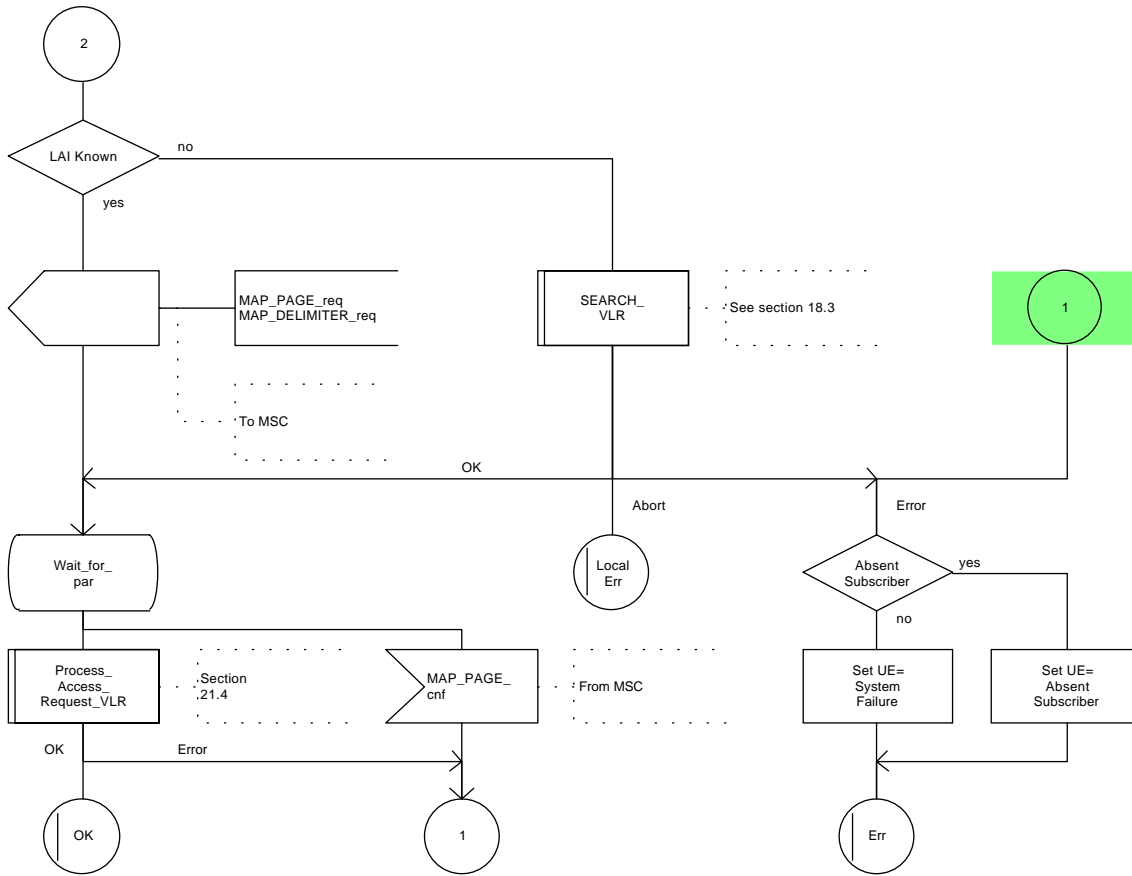 2
LAI Known
no
yes
MAP_PAGE_req
MAP_DELIMITER_req
SEARCH_
VLR
See section 18.3
1
To MSC
OK
Abort
Error
Wait_for_
par
Local
Err
Absent
Subscriber
yes
no
Process_
Access_
Request_VLR
Section
21.4
MAP_PAGE_
cnf
From MSC
Set UE=
System
Failure
Set UE=
Absent
Subscriber
OK
Error
OK
1
Err